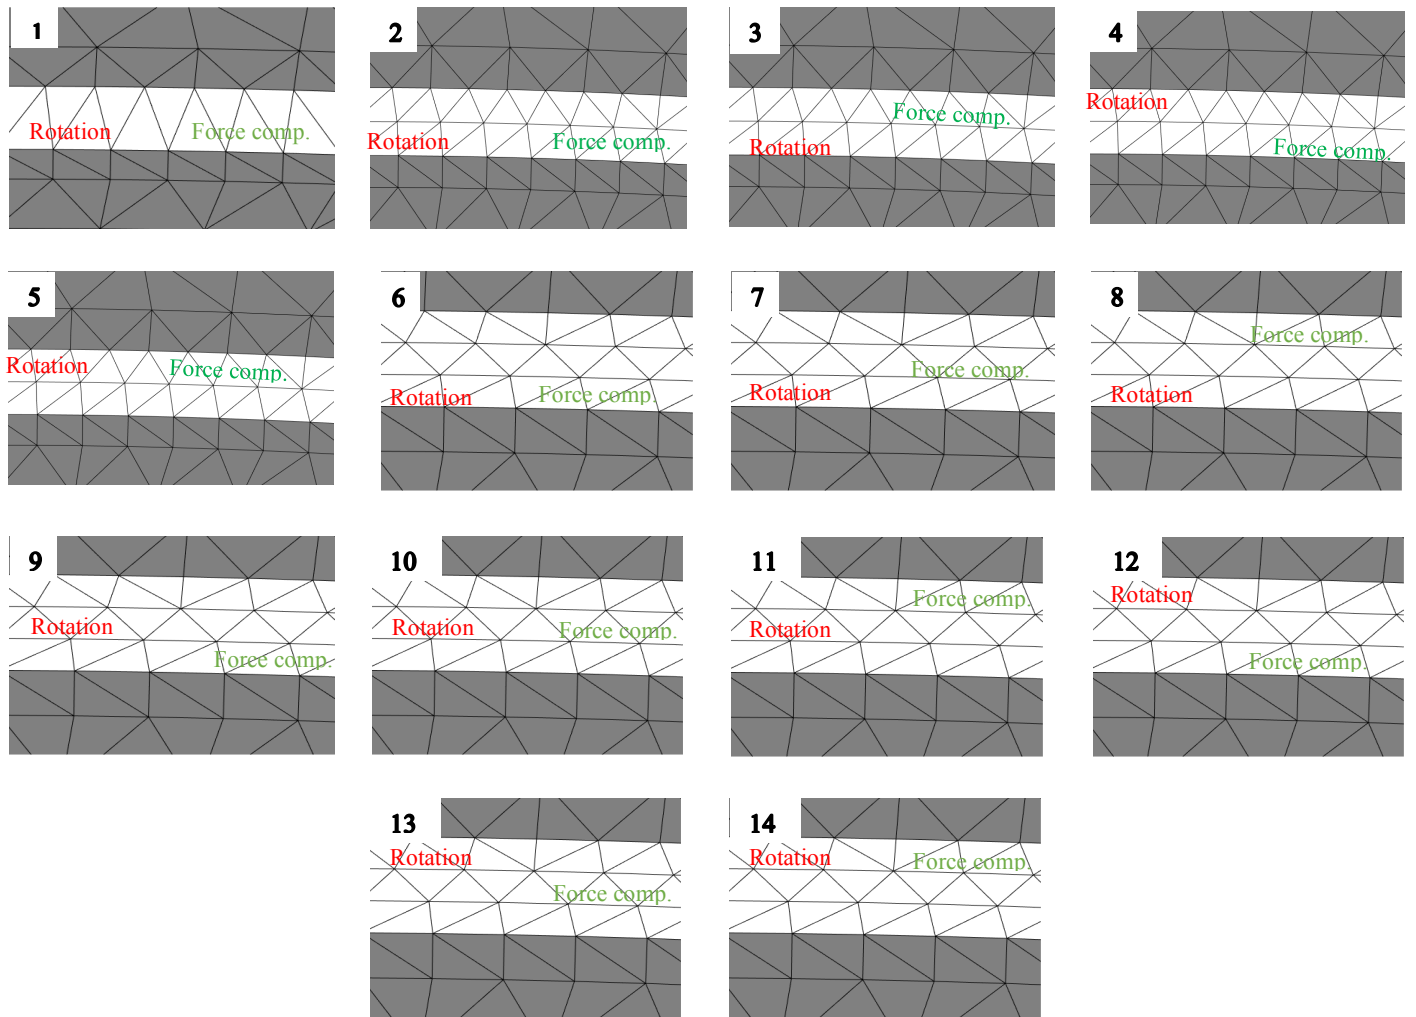 1
Rotation Force comp.
2
Rotation Force comp.
3
Force comp.
Rotation
4
Rotation
Force comp.
5
Rotation Force comp.
6
Rotation Force comp.
7
Force comp.
Rotation
8
Force comp.
Rotation
9
Rotation
Force comp.
10
Rotation Force comp.
11
Force comp.
Rotation
12
Rotation
Force comp.
13
Rotation
Force comp.
14
Rotation Force comp.